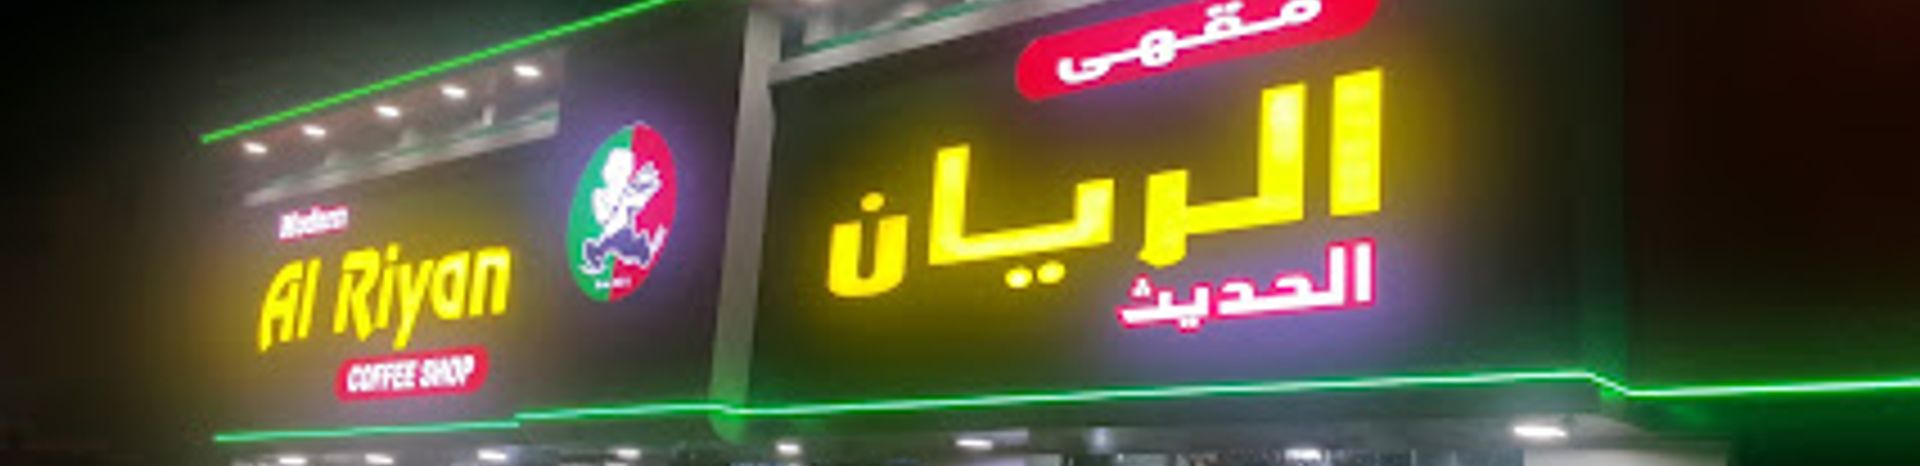 Modern
Al Riyan
COFFEE SHOP
مقهى
الريان
الحديث